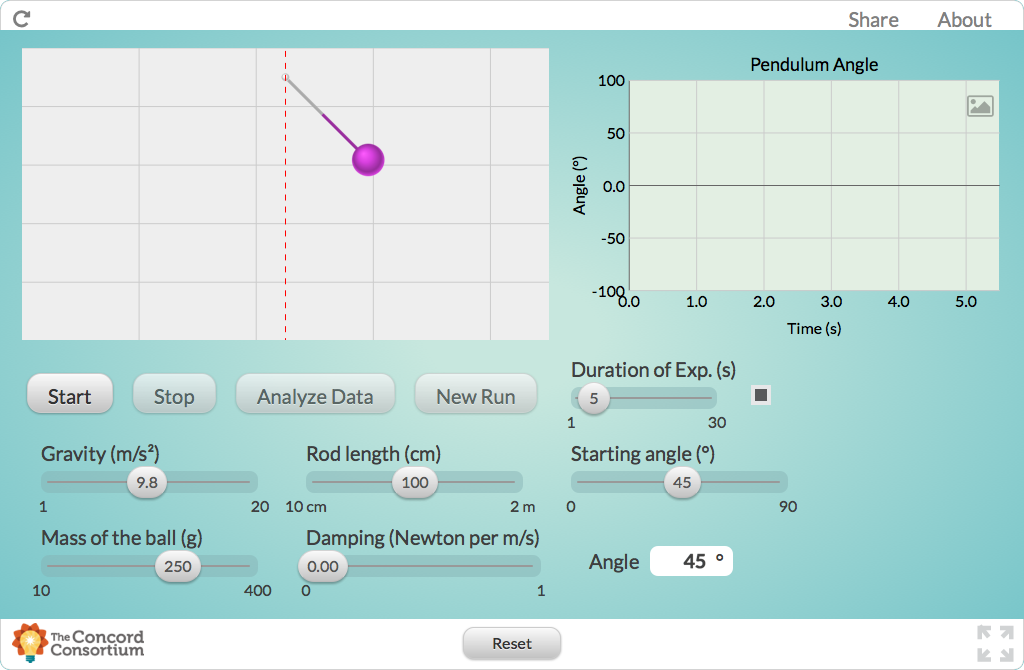 Share About
Pendulum Angle
100
50
0.0
-50
-100
Angle (°)
0.0 1.0 2.0 3.0 4.0 5.0
Time (s)
Start Stop Analyze Data New Run
Duration of Exp. (s)
5
1 30
Gravity (m/s²)
9.8
1 20
Rod length (cm)
100
10 cm 2 m
Starting angle (°)
45
0 90
Mass of the ball (g)
250
10 400
Damping (Newton per m/s)
0.00
0 1
Angle 45 °
The Concord
Consortium
Reset